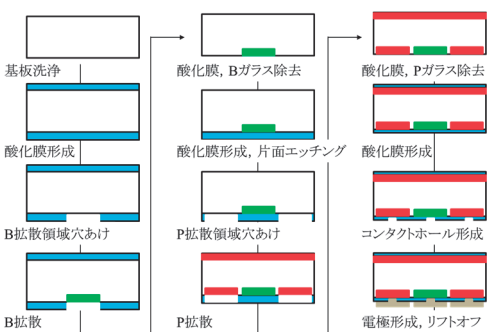 基板洗浄
酸化膜形成
B拡散領域穴あけ
B拡散
酸化膜, Bガラス除去
酸化膜形成, 片面エッチング
P拡散領域穴あけ
P拡散
酸化膜, Pガラス除去
酸化膜形成
コンタクトホール形成
電極形成, リフトオフ